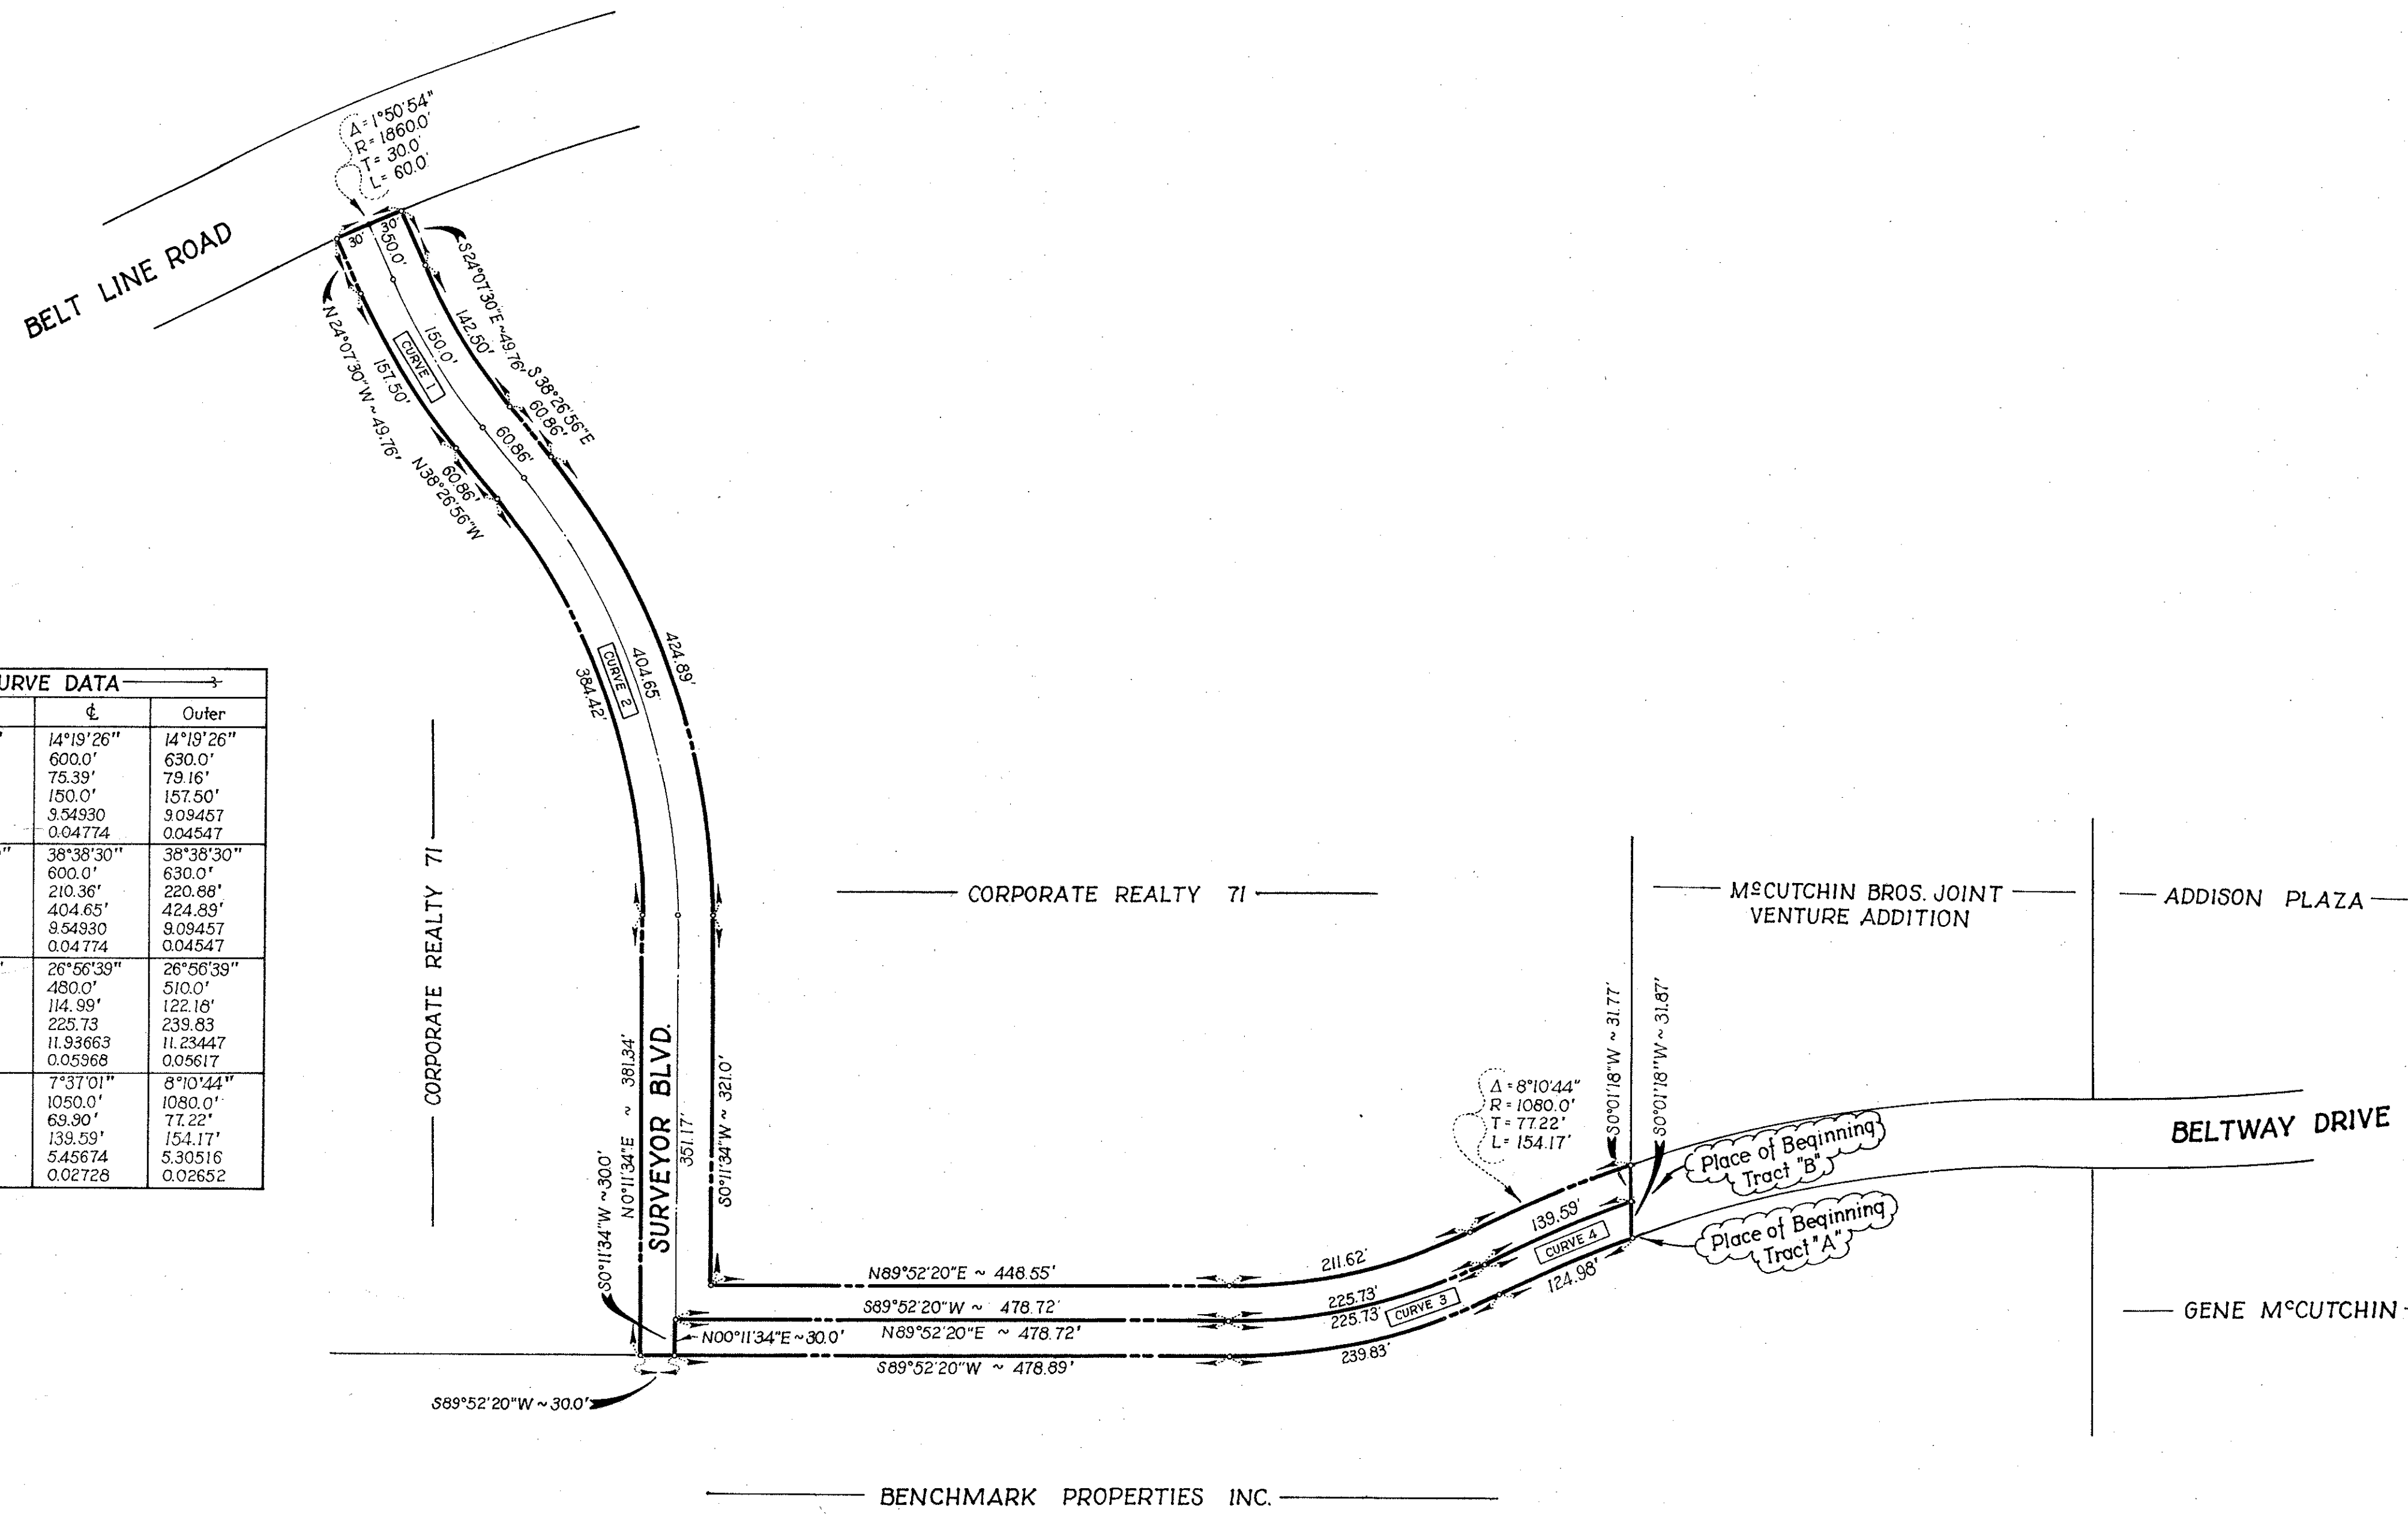 Δ = 1°50'54"
R = 1860.0'
T = 30.0'
L = 60.0'
BELT LINE ROAD
30'
30'
50.0'
S24°07'30"E ~ 49.76'
142.50'
150.0'
CURVE 1
157.50'
N24°07'30"W ~ 49.76'
S 38°26'56"E
60.86'
60.86'
60.86'
N38°26'56"W
424.89'
404.65'
CURVE 2
384.42'
URVE DATA
℄ Outer
14°19'26" 14°19'26"
600.0' 630.0'
75.39' 79.16'
150.0' 157.50'
9.54930 9.09457
0.04774 0.04547
38°38'30" 38°38'30"
600.0' 630.0'
210.36' 220.88'
404.65' 424.89'
9.54930 9.09457
0.04774 0.04547
26°56'39" 26°56'39"
480.0' 510.0'
114.99' 122.18'
225.73 239.83
11.93663 11.23447
0.05968 0.05617
7°37'01" 8°10'44"
1050.0' 1080.0'
69.90' 77.22'
139.59' 154.17'
5.45674 5.30516
0.02728 0.02652
CORPORATE REALTY 71
CORPORATE REALTY 71
McCUTCHIN BROS. JOINT
VENTURE ADDITION
ADDISON PLAZA
S0°11'34"W ~ 30.0'
N0°11'34"E ~ 381.34'
SURVEYOR BLVD.
351.17'
S0°11'34"W ~ 321.0'
S0°01'18"W ~ 31.77'
S0°01'18"W ~ 31.87'
Δ = 8°10'44"
R = 1080.0'
T = 77.22'
L = 154.17'
BELTWAY DRIVE
Place of Beginning
Tract "B"
Place of Beginning
Tract "A"
139.59'
CURVE 4
124.98'
211.62'
225.73'
225.73'
CURVE 3
239.83'
N89°52'20"E ~ 448.55'
S89°52'20"W ~ 478.72'
N89°52'20"E ~ 478.72'
N00°11'34"E ~ 30.0'
S89°52'20"W ~ 478.89'
S89°52'20"W ~ 30.0'
GENE McCUTCHIN
BENCHMARK PROPERTIES INC.